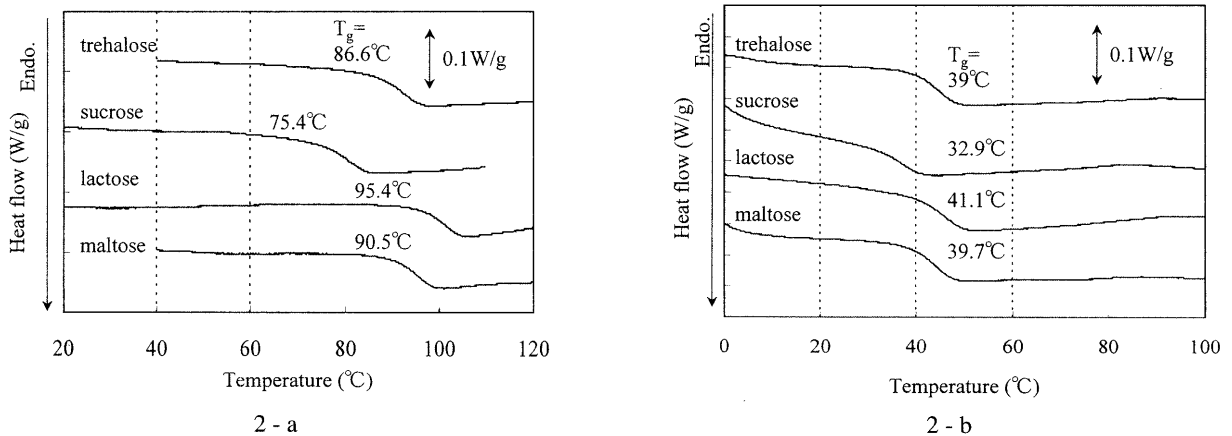 Endo.
Heat flow (W/g)
T_g=
86.6℃
0.1W/g
trehalose
sucrose
75.4℃
lactose
95.4℃
maltose
90.5℃
20 40 60 80 100 120
Temperature (℃)
2 - a
Endo.
Heat flow (W/g)
T_g=
39℃
0.1W/g
trehalose
sucrose
32.9℃
lactose
41.1℃
maltose
39.7℃
0 20 40 60 80 100
Temperature (℃)
2 - b